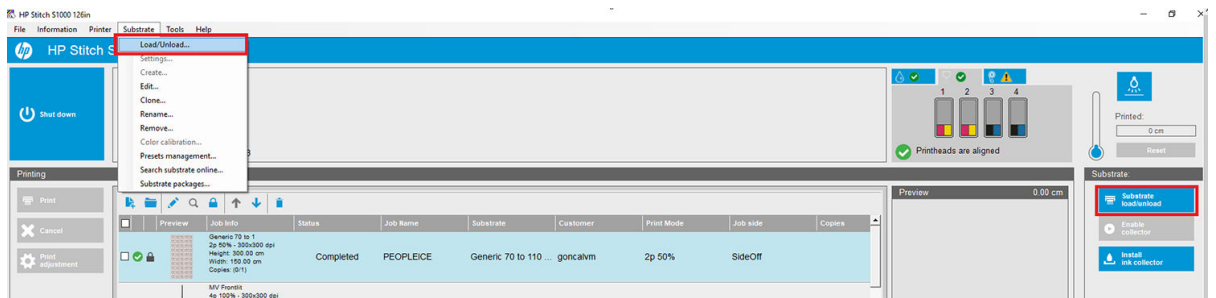 HP Stitch S1000 126in
File Information Printer Substrate Tools Help
HP Stitch S
Load/Unload...
Settings...
Create...
Edit...
Clone...
Rename...
Remove...
Color calibration...
Presets management...
Search substrate online...
Substrate packages...
Shut down
1 2 3 4
Printheads are aligned
Printed:
0 cm
Reset
Printing
Print
Cancel
Print
adjustment
Preview Job Info Status Job Name Substrate Customer Print Mode Job side Copies
Generic 70 to 1
2p 50% - 300x300 dpi
Height: 300.00 cm
Width: 150.00 cm
Copies: (0/1)
Completed PEOPLEICE Generic 70 to 110 ... goncalvm 2p 50% SideOff
MV Frontlit
4p 100% - 300x300 dpi
Preview 0.00 cm
Substrate:
Substrate
load/unload
Enable
collector
Install
ink collector